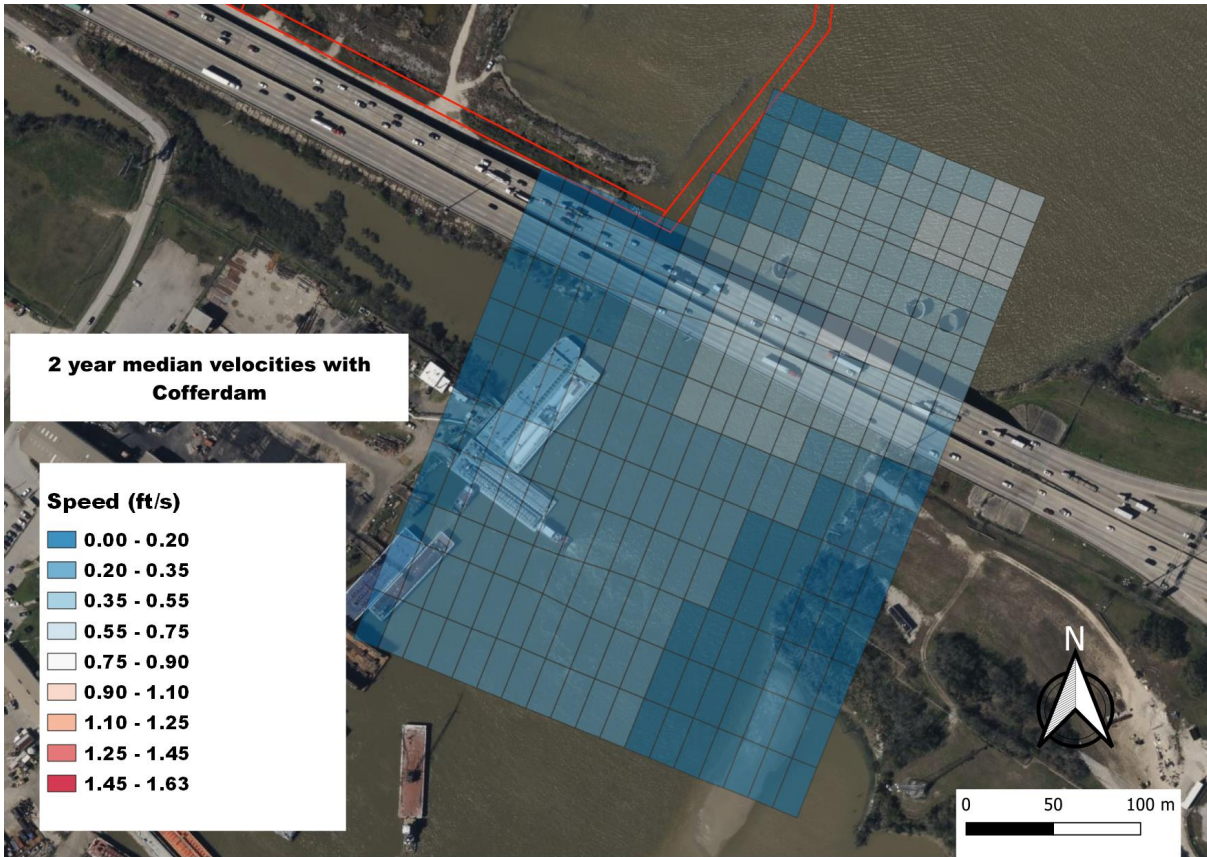 2 year median velocities with
Cofferdam
Speed (ft/s)
0.00 - 0.20
0.20 - 0.35
0.35 - 0.55
0.55 - 0.75
0.75 - 0.90
0.90 - 1.10
1.10 - 1.25
1.25 - 1.45
1.45 - 1.63
N
0 50 100 m